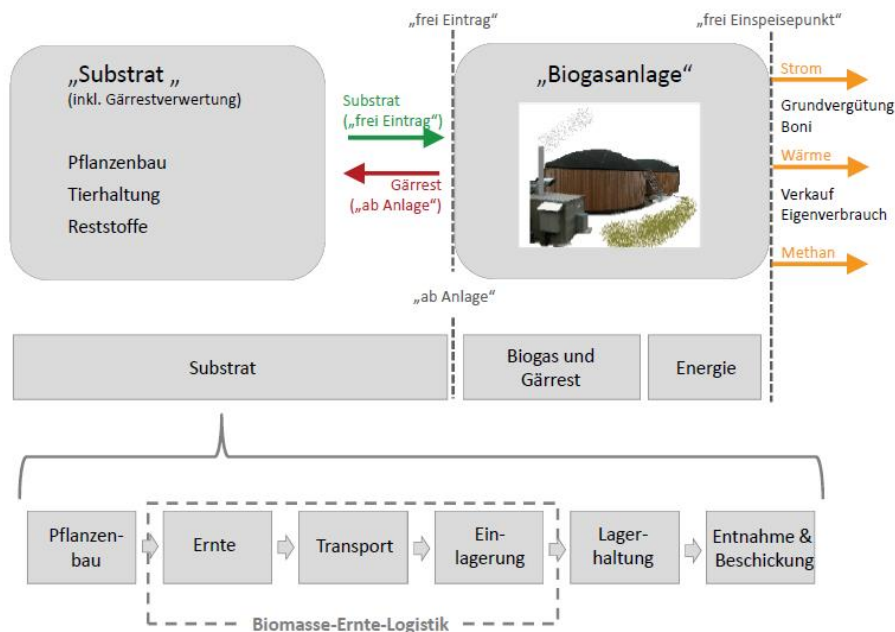 „frei Eintrag“
„frei Einspeisepunkt“
„Substrat „
(inkl. Gärrestverwertung)
Pflanzenbau
Tierhaltung
Reststoffe
Substrat
(„frei Eintrag“)
Gärrest
(„ab Anlage“)
„Biogasanlage“
Strom
Grundvergütung
Boni
Wärme
Verkauf
Eigenverbrauch
Methan
„ab Anlage“
Substrat
Biogas und
Gärrest
Energie
Pflanzen-
bau
Ernte
Transport
Ein-
lagerung
Lager-
haltung
Entnahme &
Beschickung
Biomasse-Ernte-Logistik